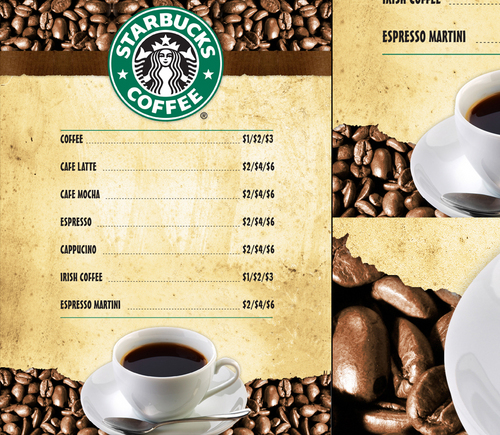 STARBUCKS
COFFEE
®
COFFEE $1/$2/$3
CAFE LATTE $2/$4/$6
CAFE MOCHA $2/$4/$6
ESPRESSO $2/$4/$6
CAPPUCINO $2/$4/$6
IRISH COFFEE $1/$2/$3
ESPRESSO MARTINI $2/$4/$6
IRISH COFFEE
ESPRESSO MARTINI